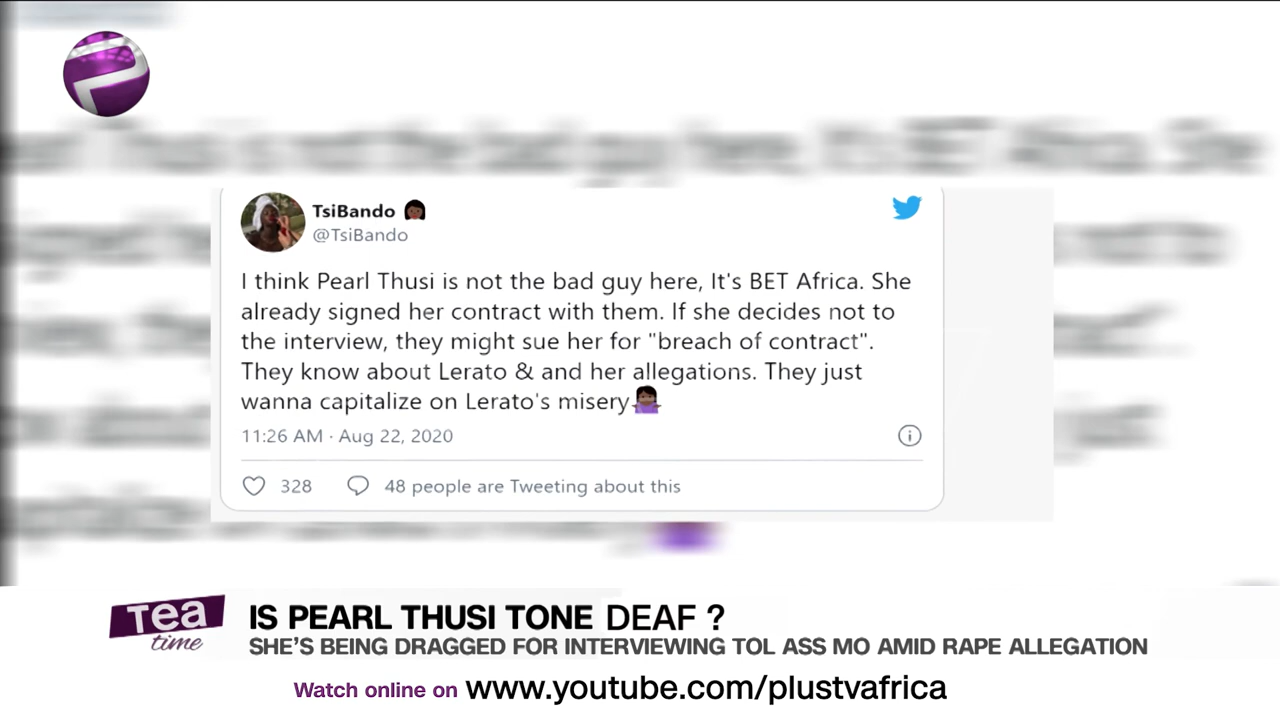 TsiBando
@TsiBando
I think Pearl Thusi is not the bad guy here, It's BET Africa. She
already signed her contract with them. If she decides not to
the interview, they might sue her for "breach of contract".
They know about Lerato & and her allegations. They just
wanna capitalize on Lerato's misery
11:26 AM · Aug 22, 2020
328
48 people are Tweeting about this
Tea
time
IS PEARL THUSI TONE DEAF ?
SHE'S BEING DRAGGED FOR INTERVIEWING TOL ASS MO AMID RAPE ALLEGATION
Watch online on www.youtube.com/plustvafrica